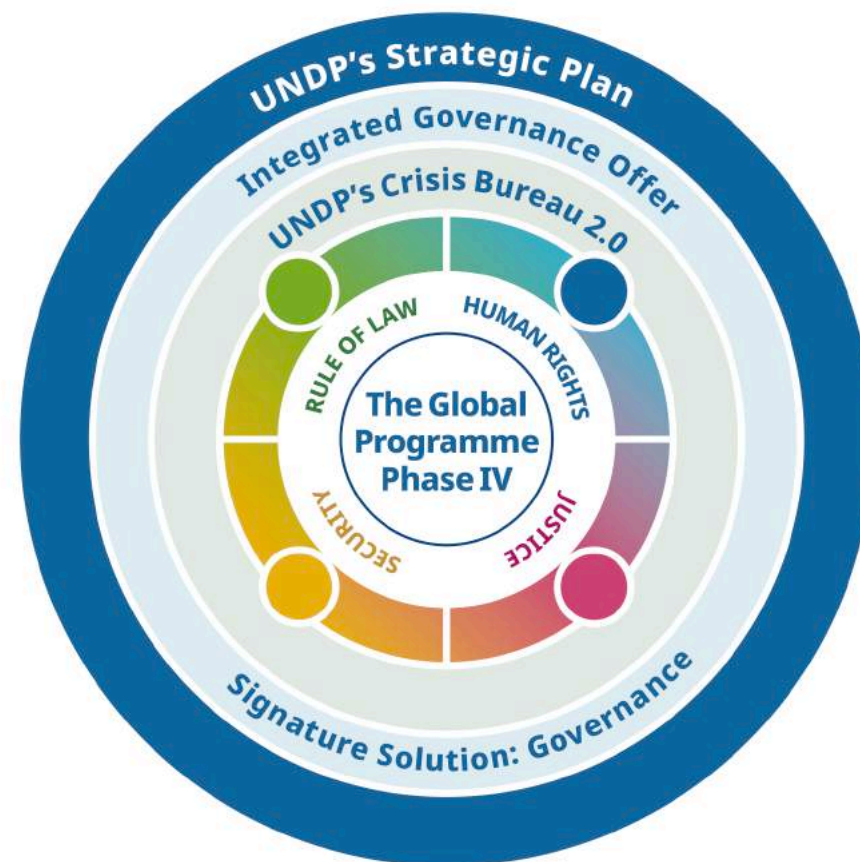 UNDP's Strategic Plan
Integrated Governance Offer
UNDP's Crisis Bureau 2.0
RULE OF LAW
HUMAN RIGHTS
The Global
Programme
Phase IV
SECURITY
JUSTICE
Signature Solution: Governance